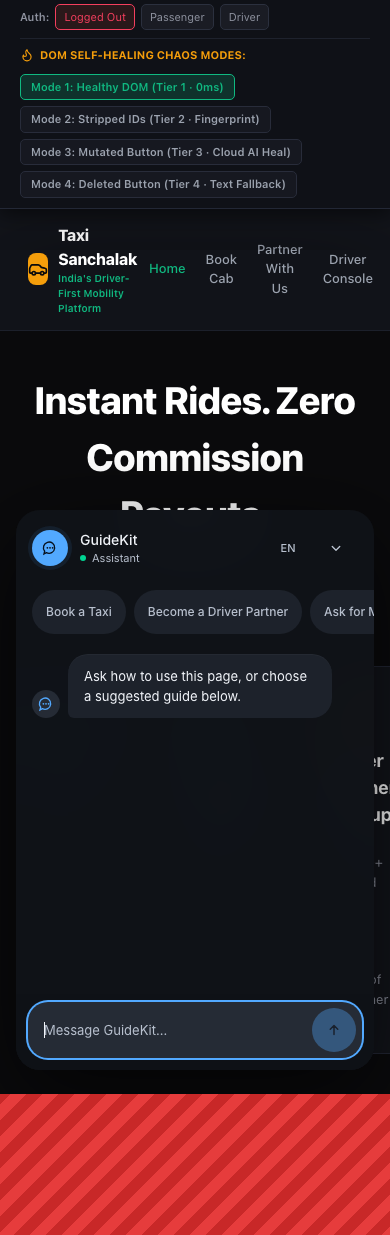 Auth: Logged Out Passenger Driver
DOM SELF-HEALING CHAOS MODES:
Mode 1: Healthy DOM (Tier 1 · 0ms)
Mode 2: Stripped IDs (Tier 2 · Fingerprint)
Mode 3: Mutated Button (Tier 3 · Cloud AI Heal)
Mode 4: Deleted Button (Tier 4 · Text Fallback)
Taxi
Sanchalak
India's Driver-
First Mobility
Platform
Home
Book
Cab
Partner
With
Us
Driver
Console
Instant Rides. Zero
Commission
Payouts
GuideKit
Assistant
EN
Book a Taxi
Become a Driver Partner
Ask for
Ask how to use this page, or choose
a suggested guide below.
Message GuideKit...